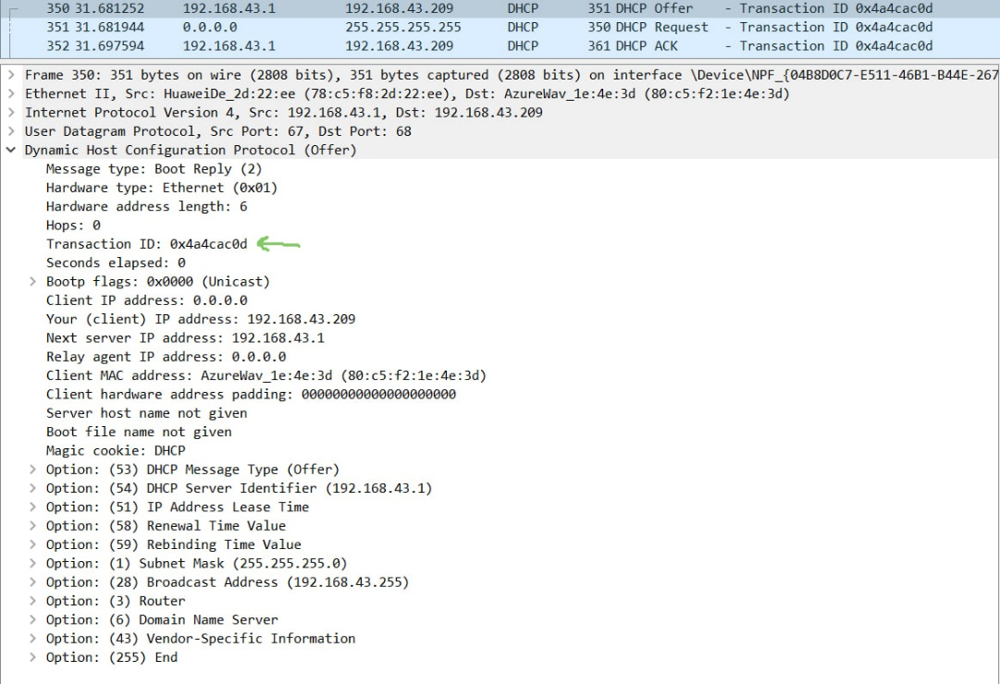 350 31.681252 192.168.43.1 192.168.43.209 DHCP 351 DHCP Offer - Transaction ID 0x4a4cac0d
351 31.681944 0.0.0.0 255.255.255.255 DHCP 350 DHCP Request - Transaction ID 0x4a4cac0d
352 31.697594 192.168.43.1 192.168.43.209 DHCP 361 DHCP ACK - Transaction ID 0x4a4cac0d
Frame 350: 351 bytes on wire (2808 bits), 351 bytes captured (2808 bits) on interface \Device\NPF_{04B8D0C7-E511-46B1-B44E-267
Ethernet II, Src: HuaweiDe_2d:22:ee (78:c5:f8:2d:22:ee), Dst: AzureWav_1e:4e:3d (80:c5:f2:1e:4e:3d)
Internet Protocol Version 4, Src: 192.168.43.1, Dst: 192.168.43.209
User Datagram Protocol, Src Port: 67, Dst Port: 68
Dynamic Host Configuration Protocol (Offer)
Message type: Boot Reply (2)
Hardware type: Ethernet (0x01)
Hardware address length: 6
Hops: 0
Transaction ID: 0x4a4cac0d
Seconds elapsed: 0
Bootp flags: 0x0000 (Unicast)
Client IP address: 0.0.0.0
Your (client) IP address: 192.168.43.209
Next server IP address: 192.168.43.1
Relay agent IP address: 0.0.0.0
Client MAC address: AzureWav_1e:4e:3d (80:c5:f2:1e:4e:3d)
Client hardware address padding: 00000000000000000000
Server host name not given
Boot file name not given
Magic cookie: DHCP
Option: (53) DHCP Message Type (Offer)
Option: (54) DHCP Server Identifier (192.168.43.1)
Option: (51) IP Address Lease Time
Option: (58) Renewal Time Value
Option: (59) Rebinding Time Value
Option: (1) Subnet Mask (255.255.255.0)
Option: (28) Broadcast Address (192.168.43.255)
Option: (3) Router
Option: (6) Domain Name Server
Option: (43) Vendor-Specific Information
Option: (255) End